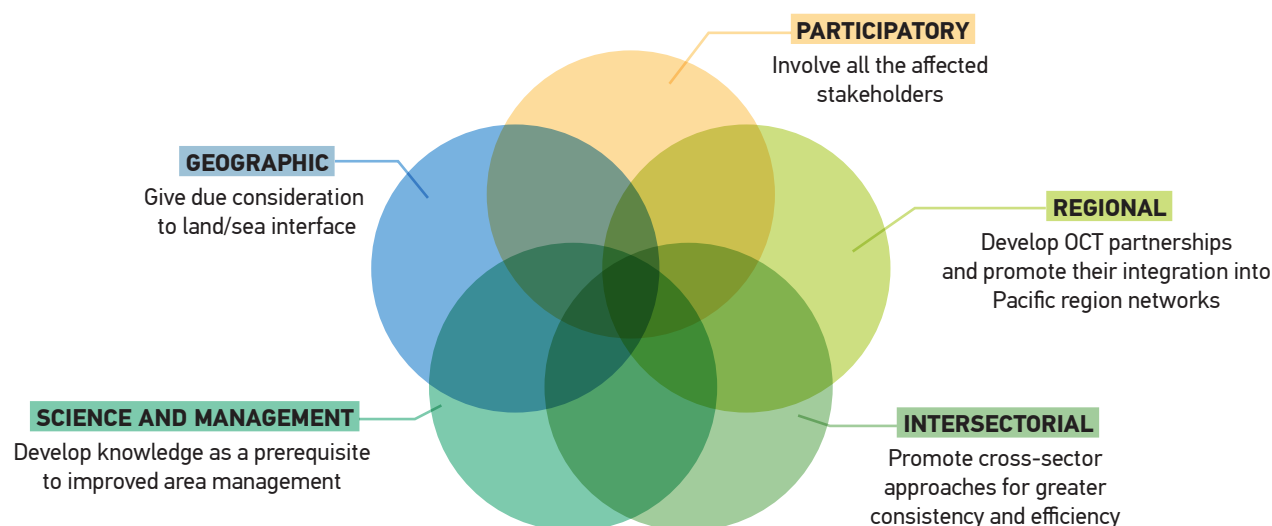 PARTICIPATORY
Involve all the affected
stakeholders
GEOGRAPHIC
Give due consideration
to land/sea interface
REGIONAL
Develop OCT partnerships
and promote their integration into
Pacific region networks
SCIENCE AND MANAGEMENT
Develop knowledge as a prerequisite
to improved area management
INTERSECTORIAL
Promote cross-sector
approaches for greater
consistency and efficiency